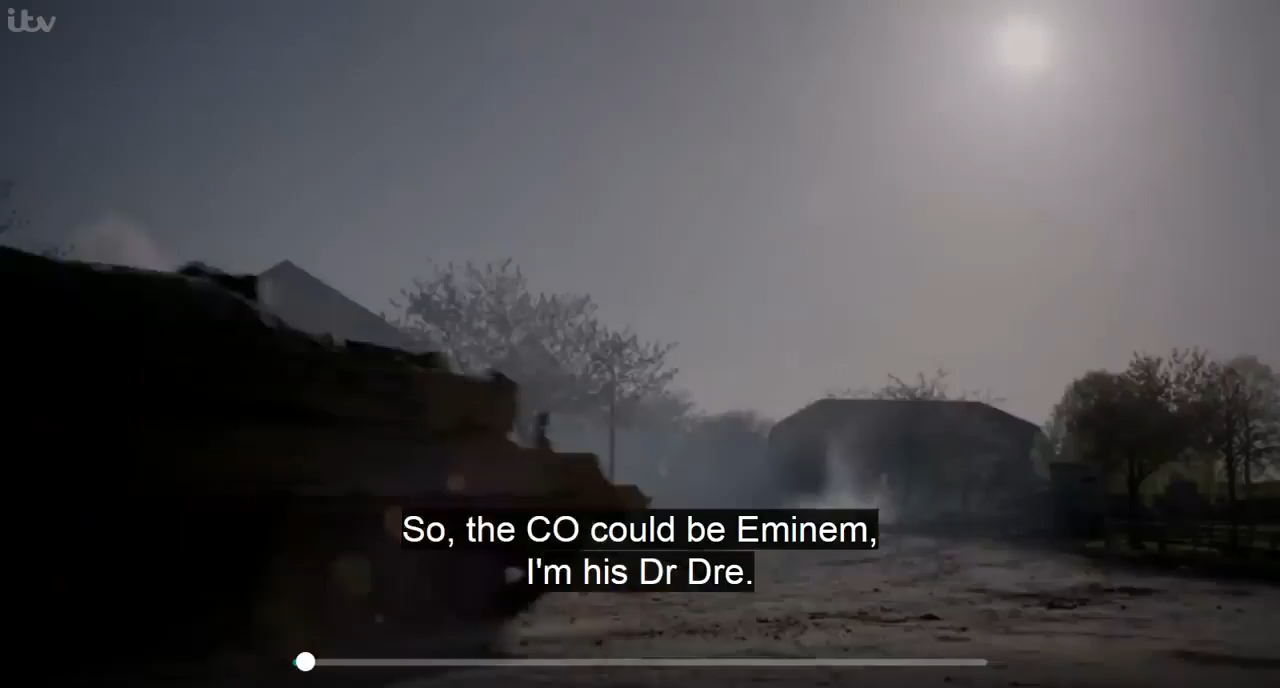 itv
So, the CO could be Eminem,
I'm his Dr Dre.